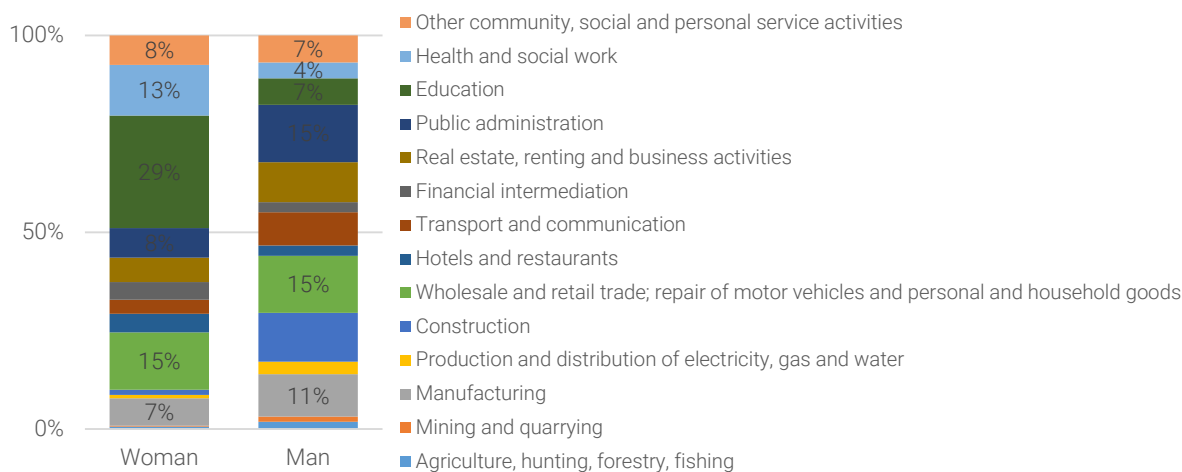 100%
50%
0%
8%
13%
29%
8%
15%
7%
7%
4%
7%
15%
11%
Woman
Man
Other community, social and personal service activities
Health and social work
Education
Public administration
Real estate, renting and business activities
Financial intermediation
Transport and communication
Hotels and restaurants
Wholesale and retail trade; repair of motor vehicles and personal and household goods
Construction
Production and distribution of electricity, gas and water
Manufacturing
Mining and quarrying
Agriculture, hunting, forestry, fishing